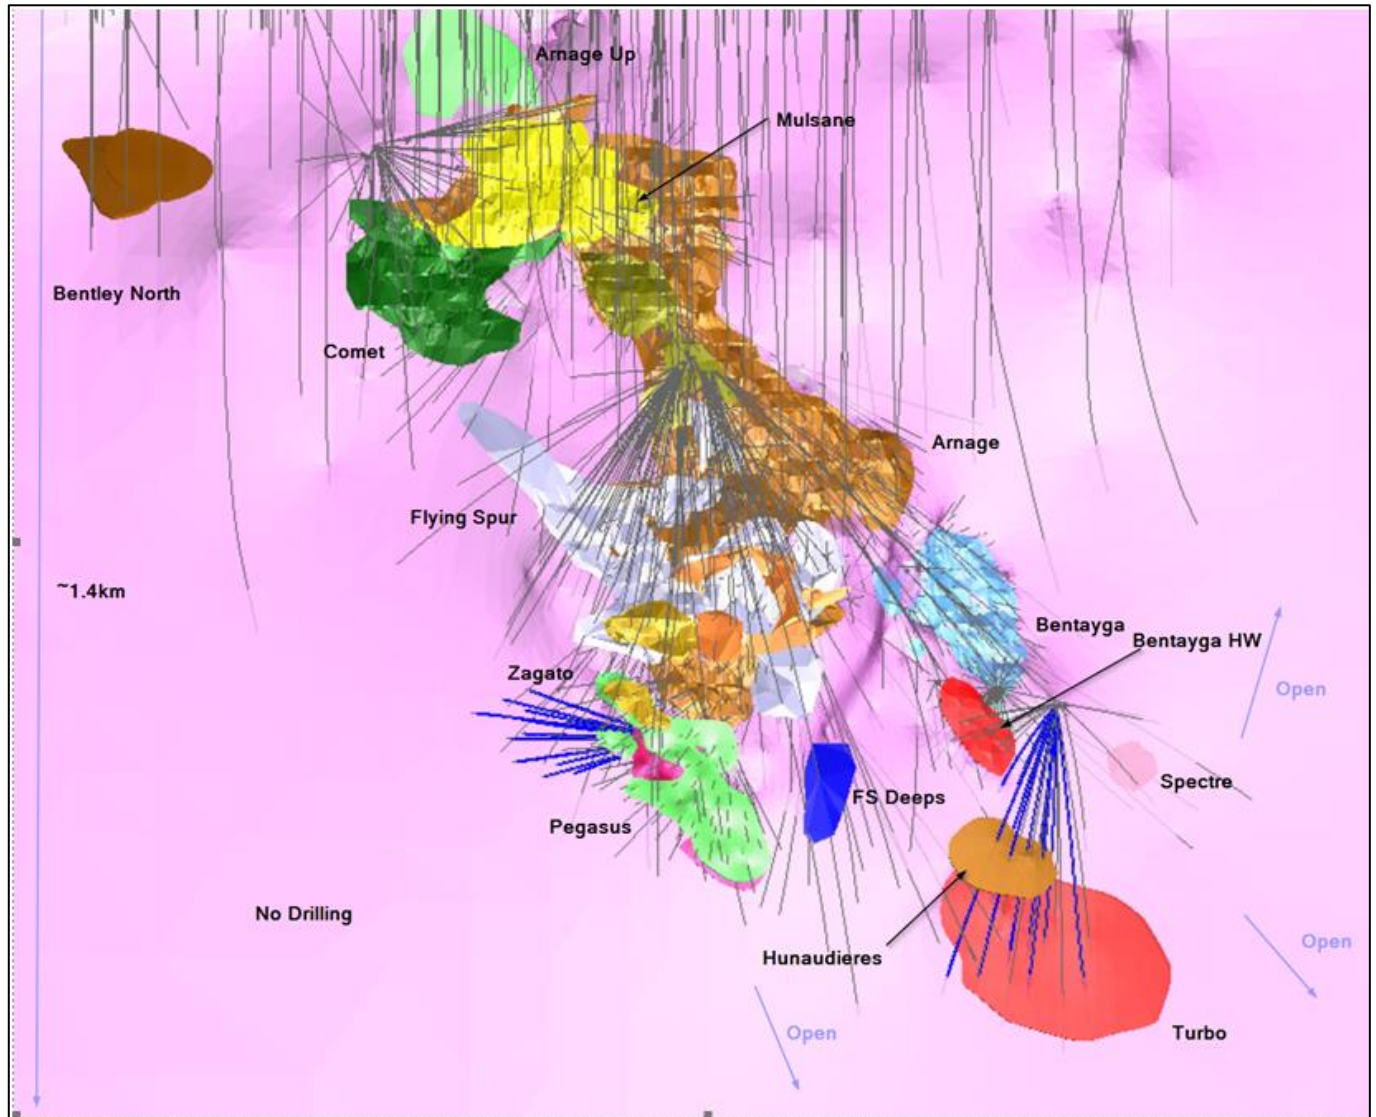 Arnage Up
Mulsane
Bentley North
Comet
Arnage
Flying Spur
~1.4km
Bentayga
Bentayga HW
Zagato
Open
Spectre
FS Deeps
Pegasus
No Drilling
Open
Hunaudieres
Open
Turbo